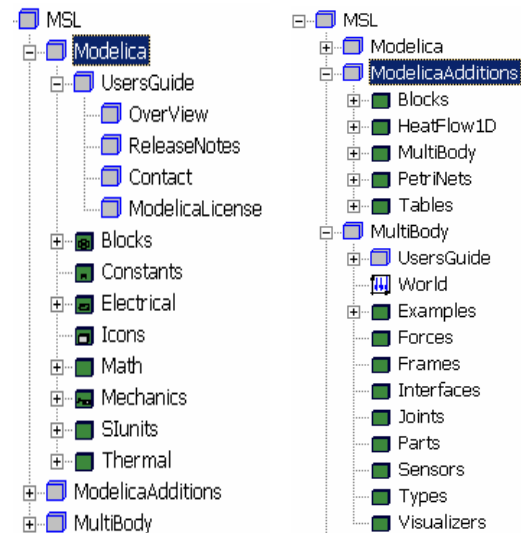 MSL
Modelica
UsersGuide
OverView
ReleaseNotes
Contact
ModelicaLicense
Blocks
Constants
Electrical
Icons
Math
Mechanics
SIunits
Thermal
ModelicaAdditions
MultiBody
MSL
Modelica
ModelicaAdditions
Blocks
HeatFlow1D
MultiBody
PetriNets
Tables
MultiBody
UsersGuide
World
Examples
Forces
Frames
Interfaces
Joints
Parts
Sensors
Types
Visualizers